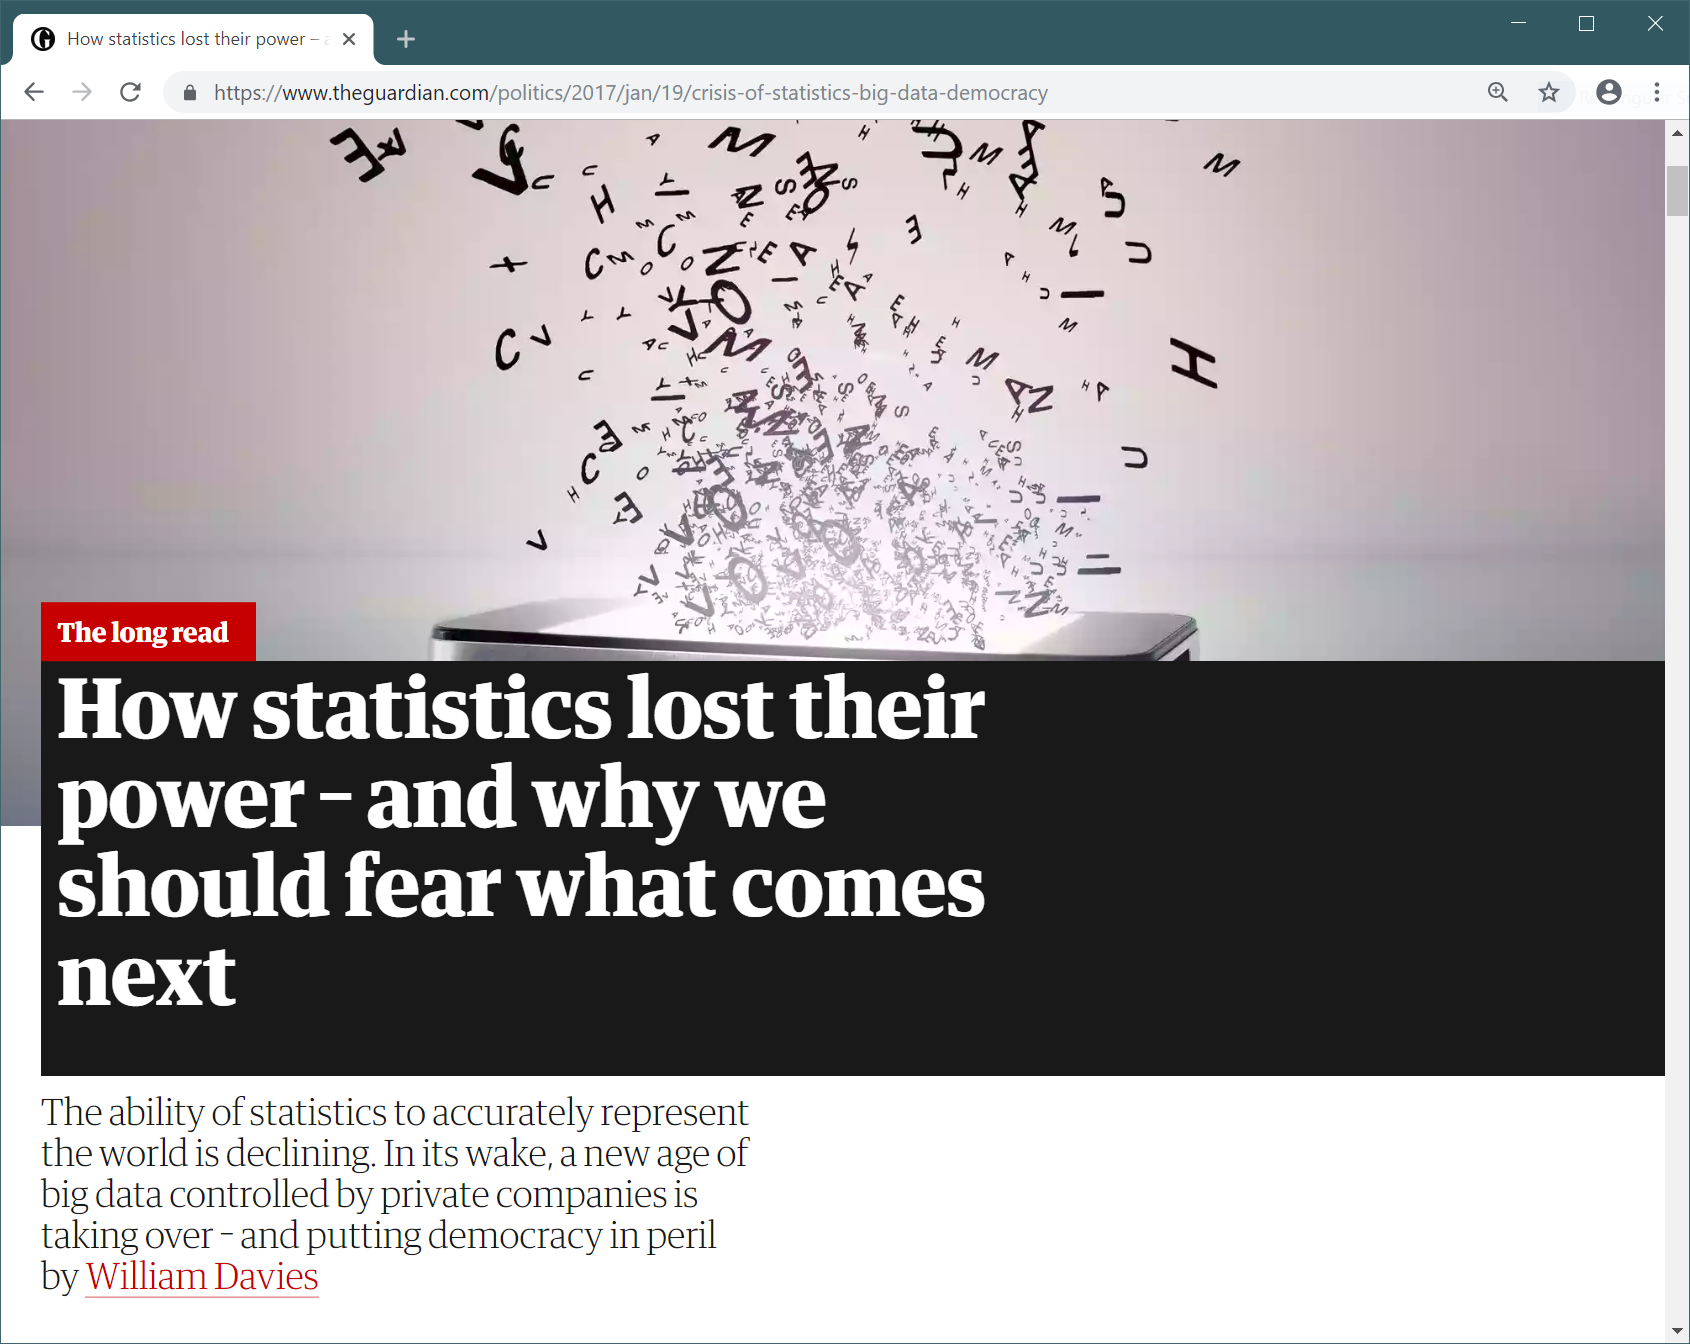 How statistics lost their power –
https://www.theguardian.com/politics/2017/jan/19/crisis-of-statistics-big-data-democracy
The long read
How statistics lost their
power – and why we
should fear what comes
next
The ability of statistics to accurately represent
the world is declining. In its wake, a new age of
big data controlled by private companies is
taking over – and putting democracy in peril
by William Davies